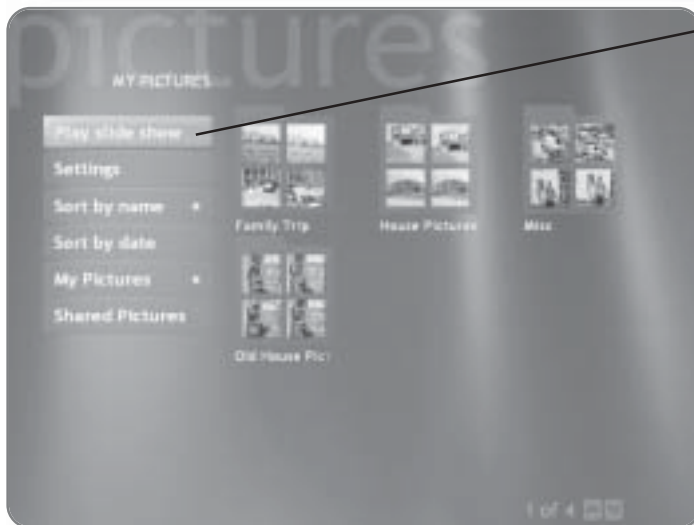 pictures
MY PICTURES
Play slide show
Settings
Sort by name
Sort by date
My Pictures
Shared Pictures
Family Trip
House Pictures
Misc
Old House Pict
1 of 4